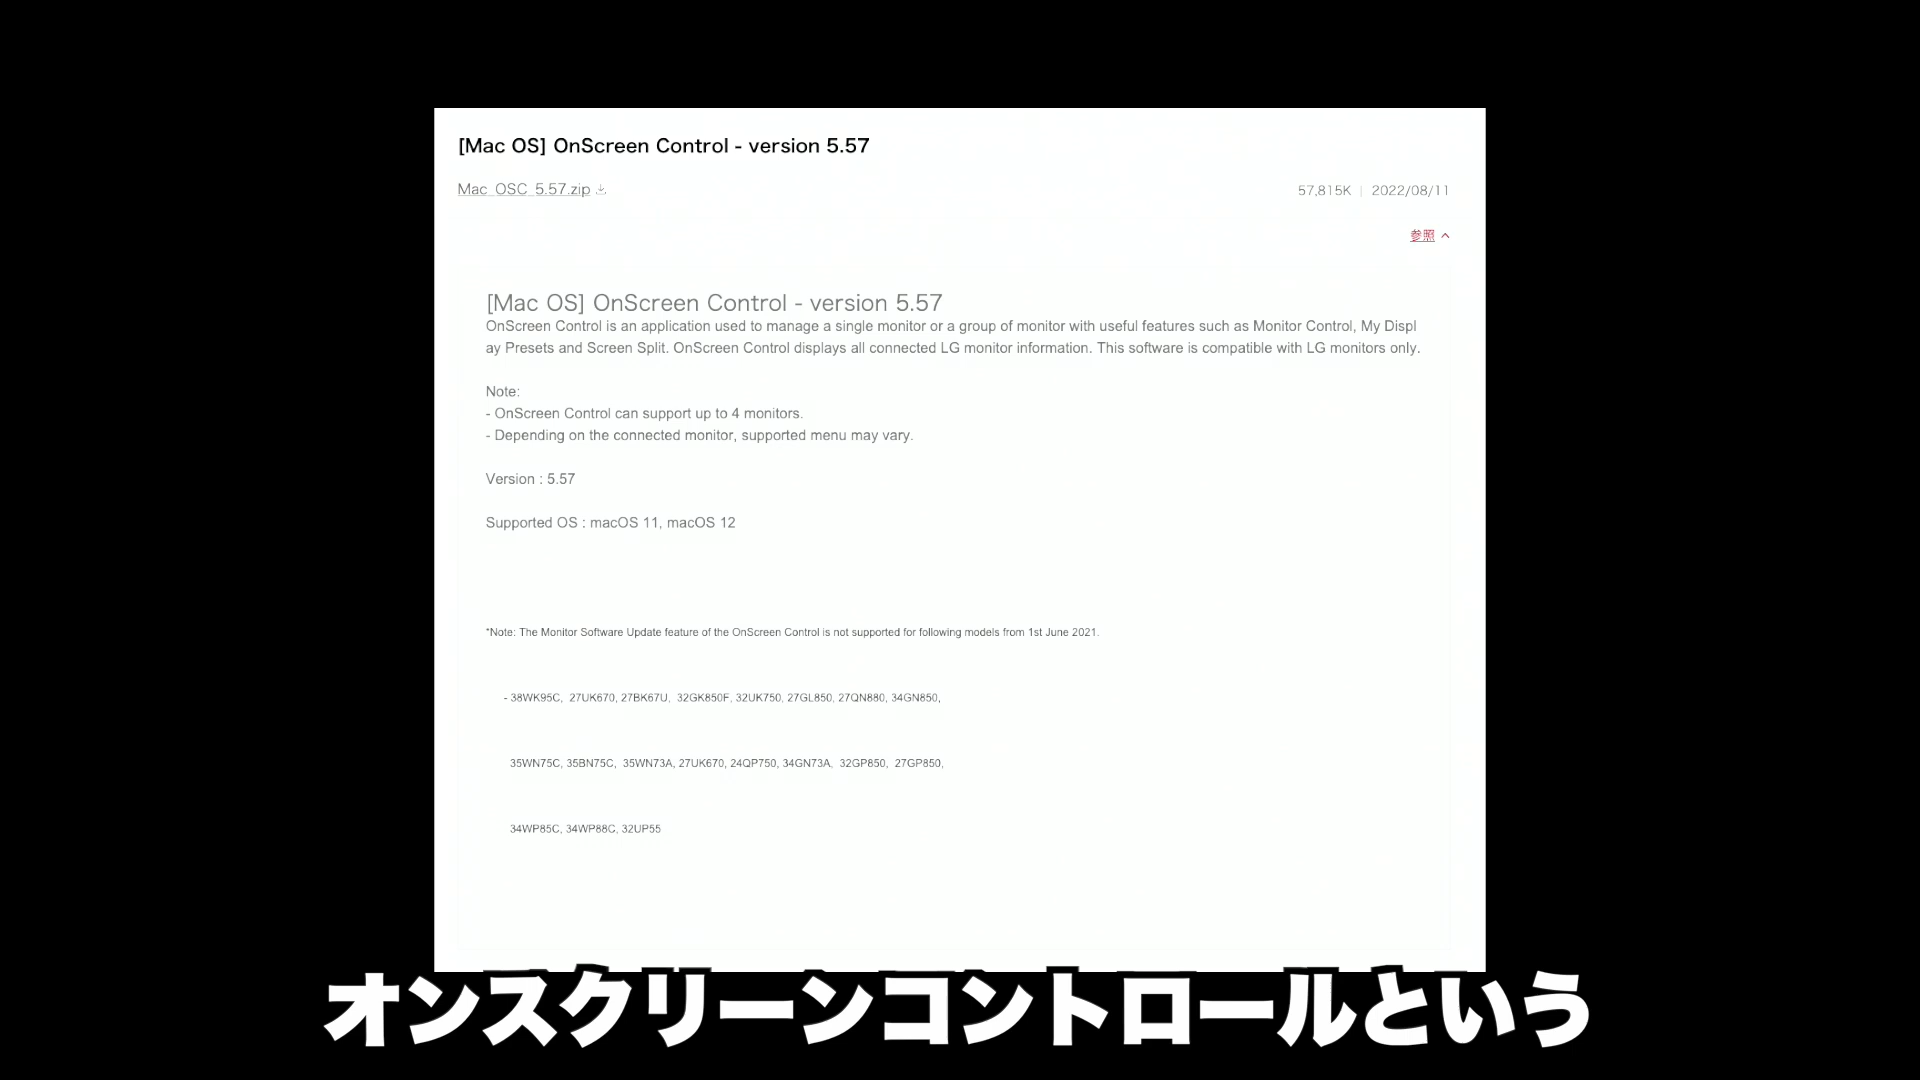 [Mac OS] OnScreen Control - version 5.57
Mac_OSC_5.57.zip
57,815K | 2022/08/11
参照
[Mac OS] OnScreen Control - version 5.57
OnScreen Control is an application used to manage a single monitor or a group of monitor with useful features such as Monitor Control, My Displ
ay Presets and Screen Split. OnScreen Control displays all connected LG monitor information. This software is compatible with LG monitors only.
Note:
- OnScreen Control can support up to 4 monitors.
- Depending on the connected monitor, supported menu may vary.
Version : 5.57
Supported OS : macOS 11, macOS 12
*Note: The Monitor Software Update feature of the OnScreen Control is not supported for following models from 1st June 2021.
- 38WK95C, 27UK670, 27BK67U, 32GK850F, 32UK750, 27GL850, 27QN880, 34GN850,
35WN75C, 35BN75C, 35WN73A, 27UK670, 24QP750, 34GN73A, 32GP850, 27GP850,
34WP85C, 34WP88C, 32UP55
オンスクリーンコントロールという